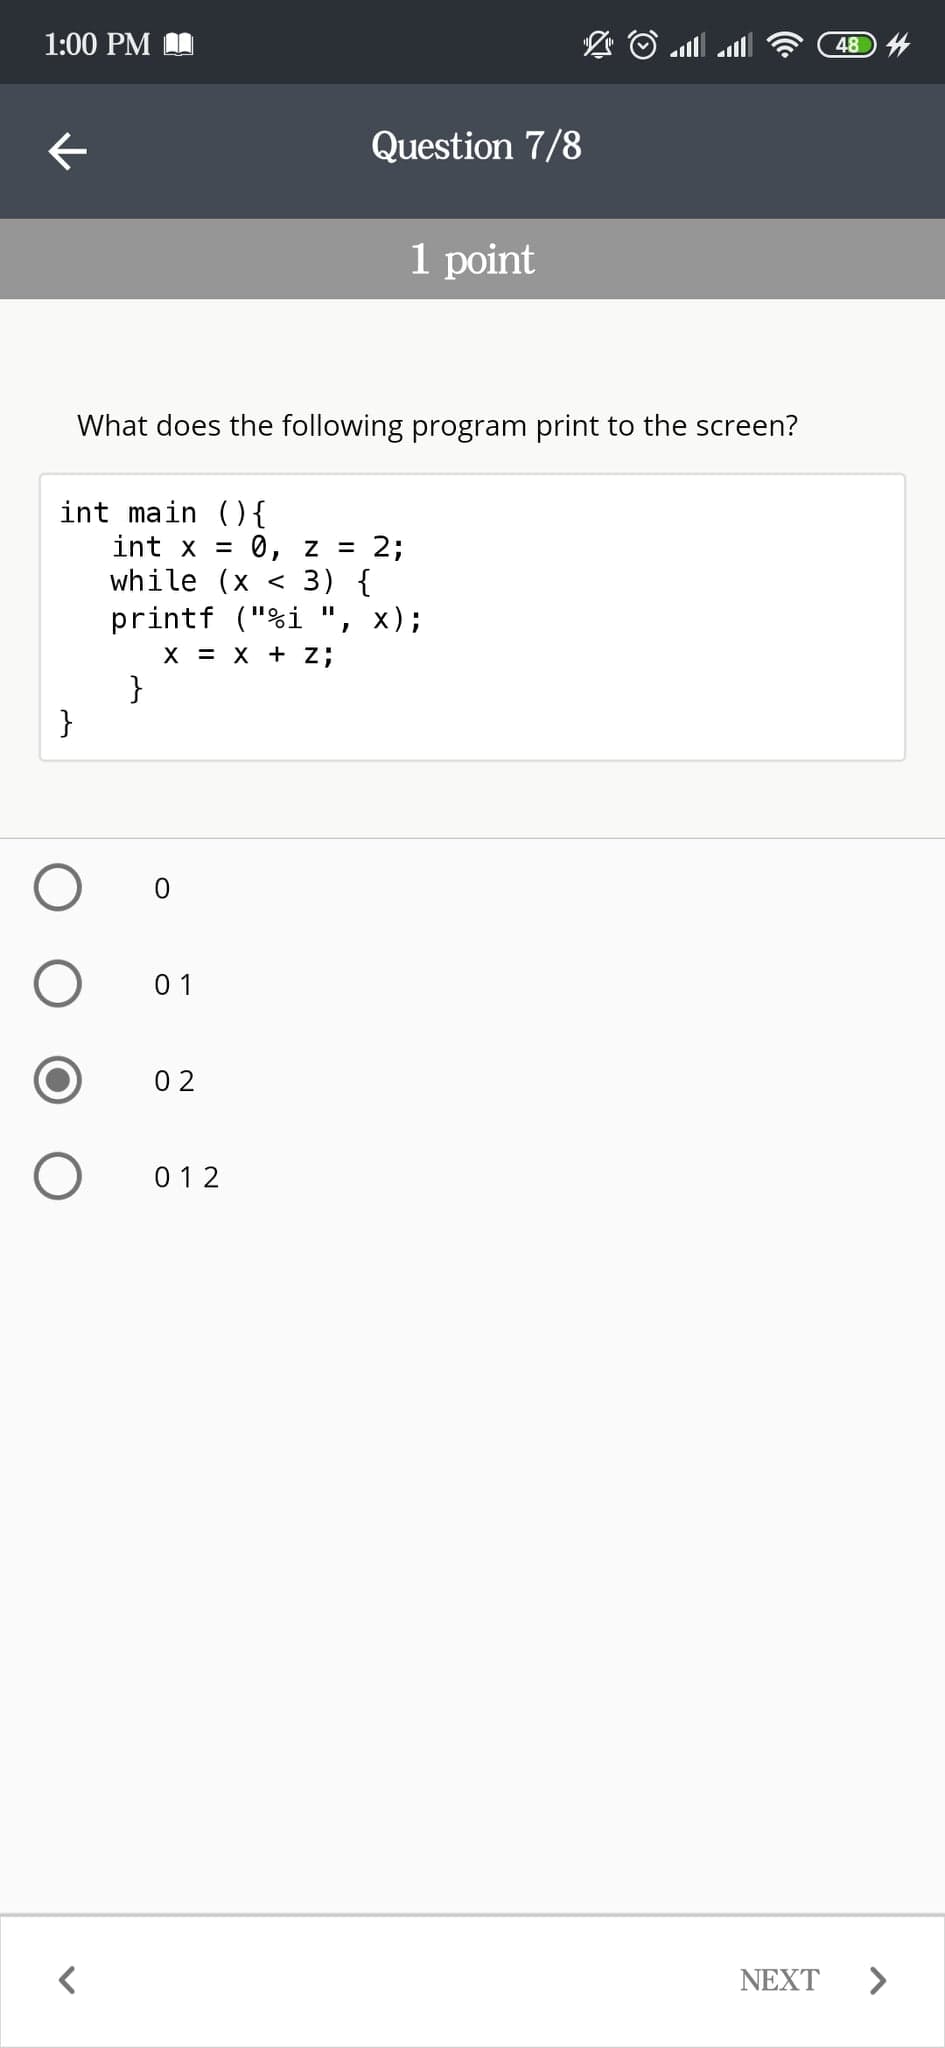 1:00 PM
48
Question 7/8
1 point
What does the following program print to the screen?
int main (){
int x = 0, z = 2;
while (x < 3) {
printf ("%i ", x);
x = x + z;
}
}
0
0 1
0 2
0 1 2
NEXT